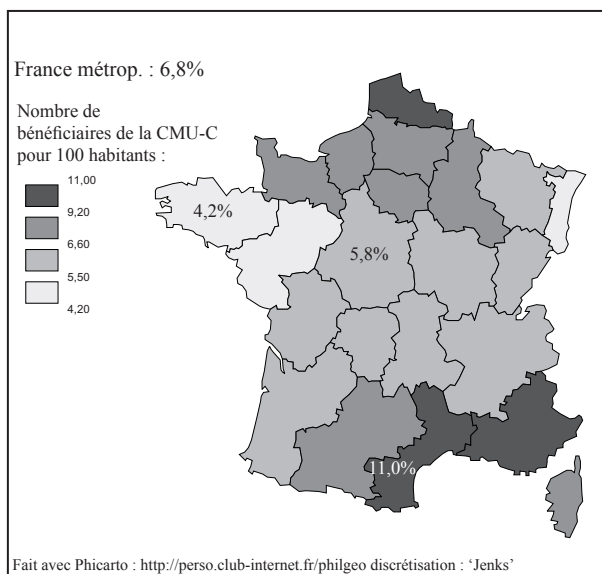 France métrop. : 6,8%
Nombre de
bénéficiaires de la CMU-C
pour 100 habitants :
11,00
9,20
6,60
5,50
4,20
4,2%
5,8%
11,0%
Fait avec Phicarto : http://perso.club-internet.fr/philgeo discrétisation : ‘Jenks’